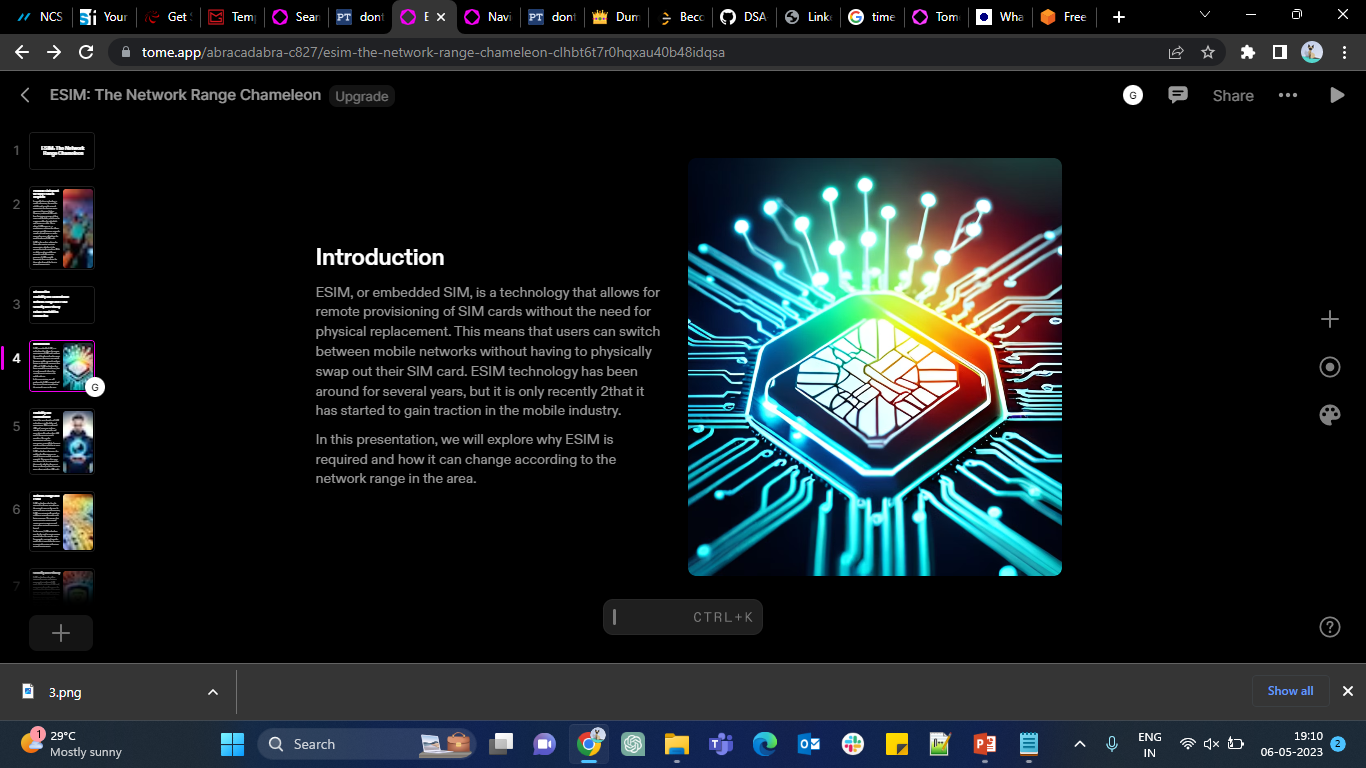 NCS
Your
Get
Temp
Sear
dont
E
Navi
dont
Dum
Becc
DSA
Link
time
Tom
Wha
Free
tome.app/abracadabra-c827/esim-the-network-range-chameleon-clhbt6t7r0hqxau40b48idqsa
ESIM: The Network Range Chameleon Upgrade
G
Share
1
ESIM: The Network
Range Chameleon
2
3
4
G
5
6
7
Introduction
ESIM, or embedded SIM, is a technology that allows for
remote provisioning of SIM cards without the need for
physical replacement. This means that users can switch
between mobile networks without having to physically
swap out their SIM card. ESIM technology has been
around for several years, but it is only recently 2that it
has started to gain traction in the mobile industry.
In this presentation, we will explore why ESIM is
required and how it can change according to the
network range in the area.
CTRL+K
3.png
Show all
1
29°C
Mostly sunny
Search
ENG
IN
19:10
06-05-2023
2